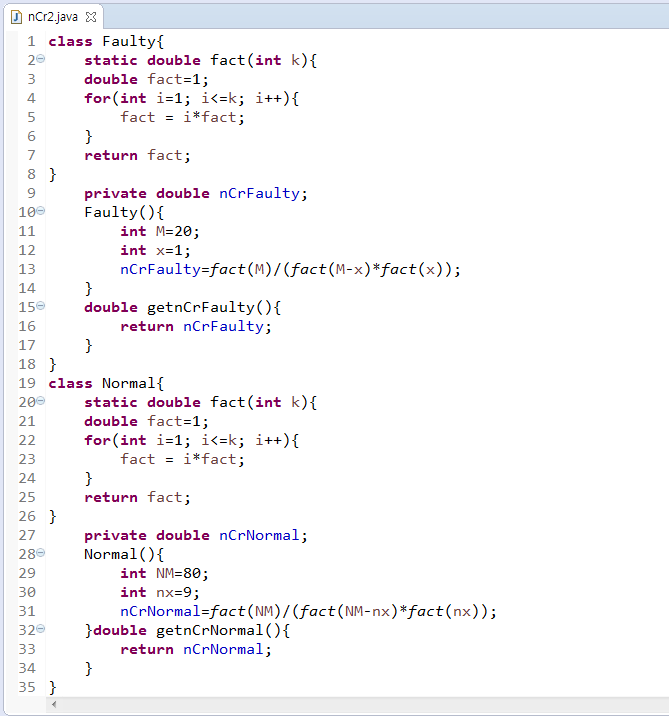 nCr2.java
1 class Faulty{
2     static double fact(int k){
3     double fact=1;
4     for(int i=1; i<=k; i++){
5         fact = i*fact;
6     }
7     return fact;
8 }
9     private double nCrFaulty;
10     Faulty(){
11         int M=20;
12         int x=1;
13         nCrFaulty=fact(M)/(fact(M-x)*fact(x));
14     }
15     double getnCrFaulty(){
16         return nCrFaulty;
17     }
18 }
19 class Normal{
20     static double fact(int k){
21     double fact=1;
22     for(int i=1; i<=k; i++){
23         fact = i*fact;
24     }
25     return fact;
26 }
27     private double nCrNormal;
28     Normal(){
29         int NM=80;
30         int nx=9;
31         nCrNormal=fact(NM)/(fact(NM-nx)*fact(nx));
32     }double getnCrNormal(){
33         return nCrNormal;
34     }
35 }